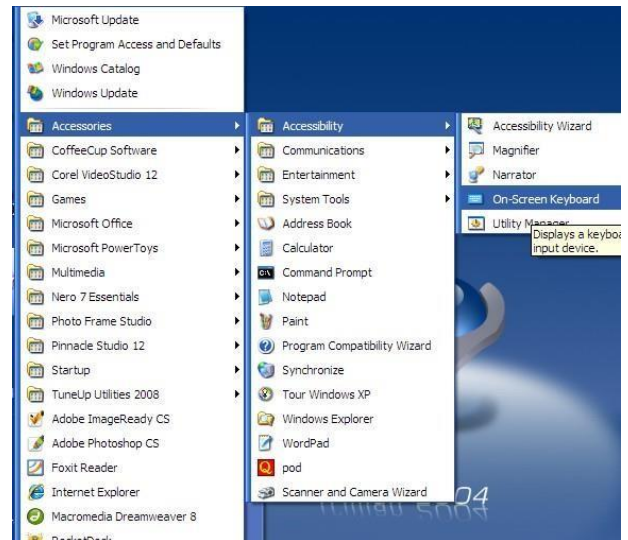 Microsoft Update
Set Program Access and Defaults
Windows Catalog
Windows Update
Accessories
CoffeeCup Software
Corel VideoStudio 12
Games
Microsoft Office
Microsoft PowerToys
Multimedia
Nero 7 Essentials
Photo Frame Studio
Pinnacle Studio 12
Startup
TuneUp Utilities 2008
Adobe ImageReady CS
Adobe Photoshop CS
Foxit Reader
Internet Explorer
Macromedia Dreamweaver 8
Accessibility
Communications
Entertainment
System Tools
Address Book
Calculator
Command Prompt
Notepad
Paint
Program Compatibility Wizard
Synchronize
Tour Windows XP
Windows Explorer
WordPad
pod
Scanner and Camera Wizard
Accessibility Wizard
Magnifier
Narrator
On-Screen Keyboard
Utility Manager
Displays a keyboa
input device.